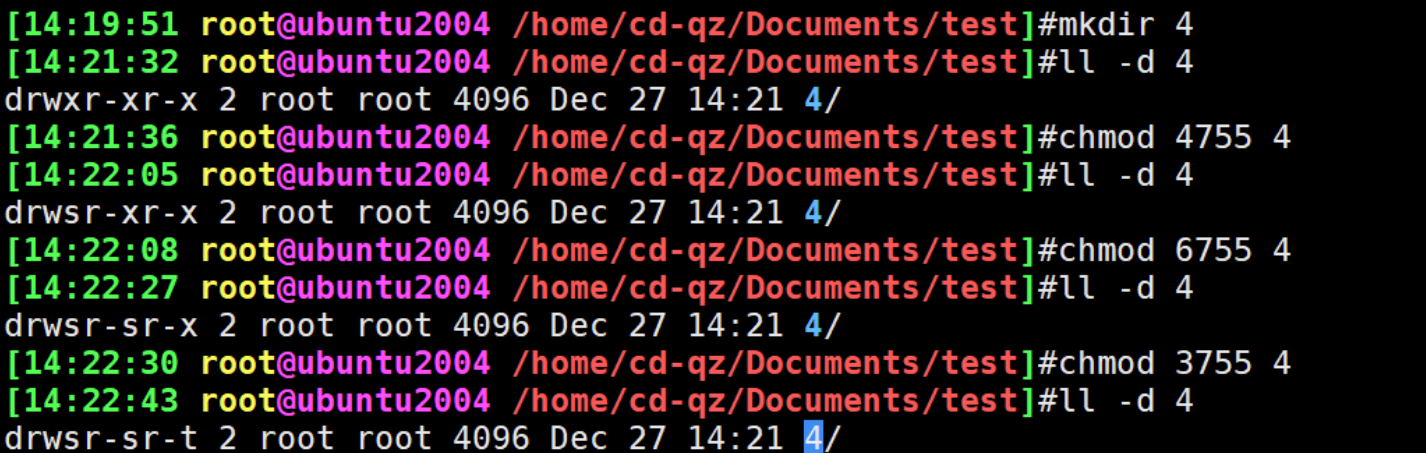 [14:19:51 root@ubuntu2004 /home/cd-qz/Documents/test]#mkdir 4
[14:21:32 root@ubuntu2004 /home/cd-qz/Documents/test]#ll -d 4
drwxr-xr-x 2 root root 4096 Dec 27 14:21 4/
[14:21:36 root@ubuntu2004 /home/cd-qz/Documents/test]#chmod 4755 4
[14:22:05 root@ubuntu2004 /home/cd-qz/Documents/test]#ll -d 4
drwsr-xr-x 2 root root 4096 Dec 27 14:21 4/
[14:22:08 root@ubuntu2004 /home/cd-qz/Documents/test]#chmod 6755 4
[14:22:27 root@ubuntu2004 /home/cd-qz/Documents/test]#ll -d 4
drwsr-sr-x 2 root root 4096 Dec 27 14:21 4/
[14:22:30 root@ubuntu2004 /home/cd-qz/Documents/test]#chmod 3755 4
[14:22:43 root@ubuntu2004 /home/cd-qz/Documents/test]#ll -d 4
drwsr-sr-t 2 root root 4096 Dec 27 14:21 4/